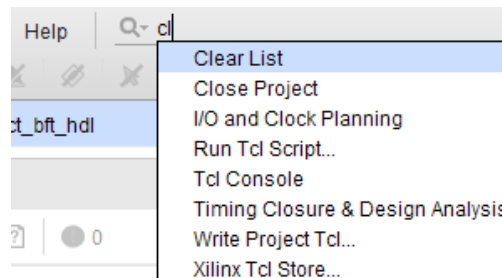 Help cl
Clear List
Close Project
ct_bft_hdl
I/O and Clock Planning
Run Tcl Script...
Tcl Console
Timing Closure & Design Analysis
? 0
Write Project Tcl...
Xilinx Tcl Store...